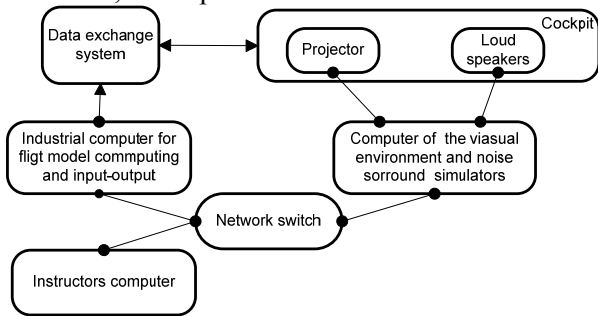 Cockpit
Data exchange
system
Projector
Loud
speakers
Industrial computer for
fligt model commputing
and input-output
Computer of the viasual
environment and noise
sorround simulators
Network switch
Instructors computer